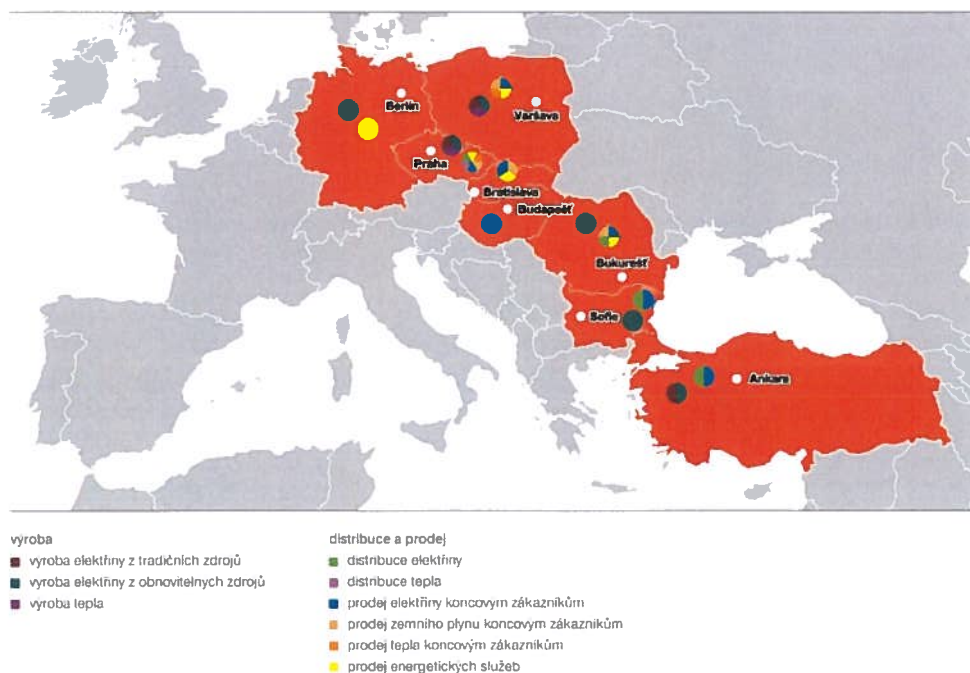 Berlín
Varšava
Praha
Bratislava
Budapešť
Bukurešť
Sofie
Ankara
výroba
výroba elektřiny z tradičních zdrojů
výroba elektřiny z obnovitelných zdrojů
výroba tepla
distribuce a prodej
distribuce elektřiny
distribuce tepla
prodej elektřiny koncovým zákazníkům
prodej zemního plynu koncovým zákazníkům
prodej tepla koncovým zákazníkům
prodej energetických služeb